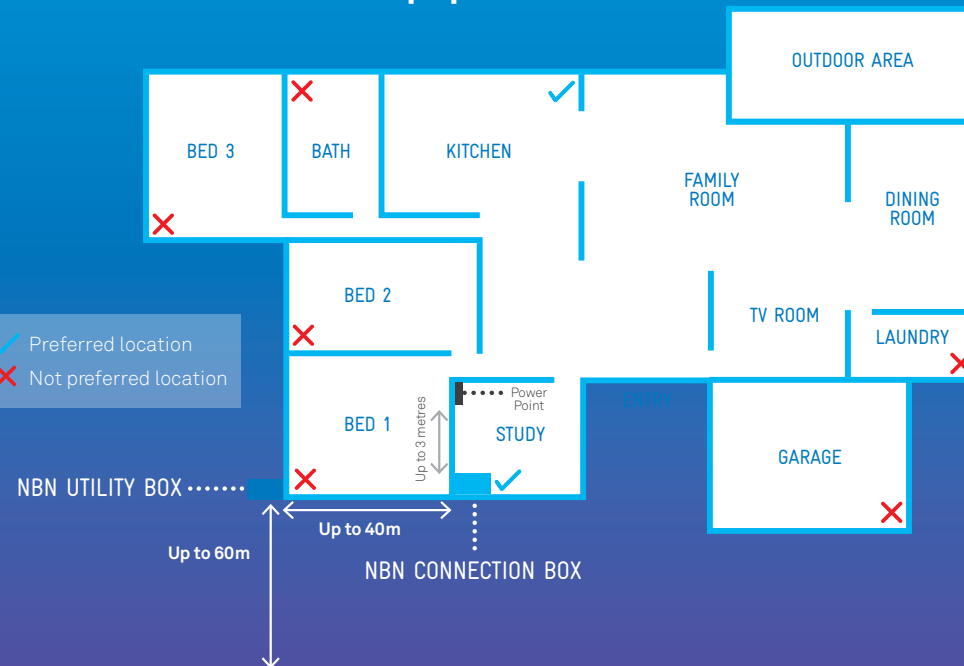 OUTDOOR AREA
BED 3
BATH
KITCHEN
FAMILY
ROOM
DINING
ROOM
BED 2
TV ROOM
LAUNDRY
Preferred location
Not preferred location
Power
Point
ENTRY
Up to 3 metres
BED 1
STUDY
GARAGE
NBN UTILITY BOX
Up to 40m
Up to 60m
NBN CONNECTION BOX